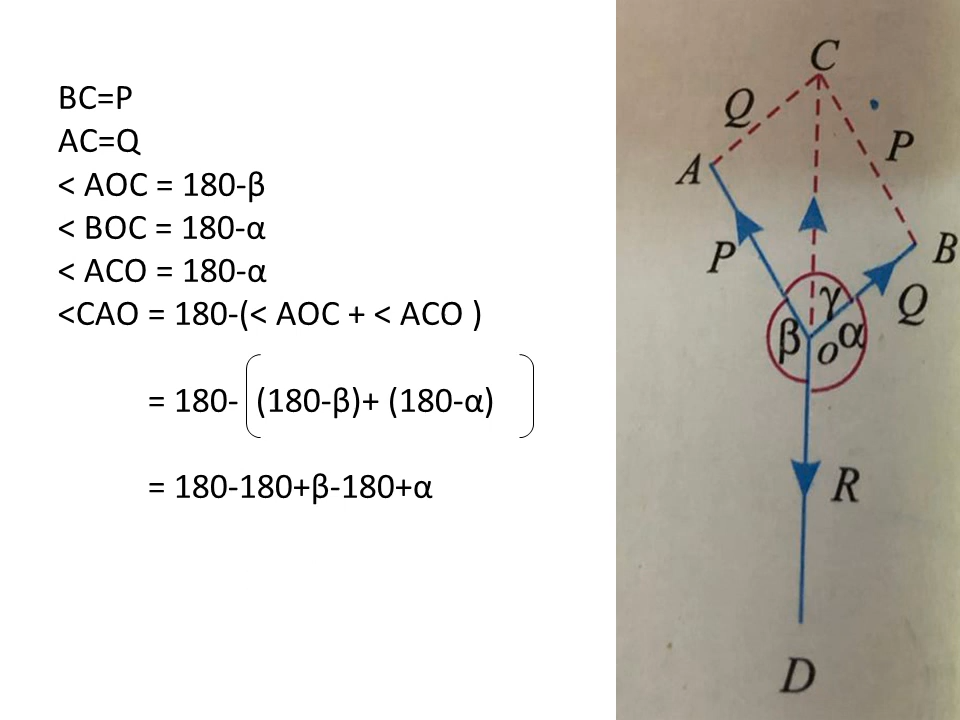 BC=P
AC=Q
< AOC = 180-β
< BOC = 180-α
< ACO = 180-α
<CAO = 180-(< AOC + < ACO )
= 180- (180-β)+ (180-α)
= 180-180+β-180+α
C
Q
P
A
B
P
γ
Q
β
O
α
R
D